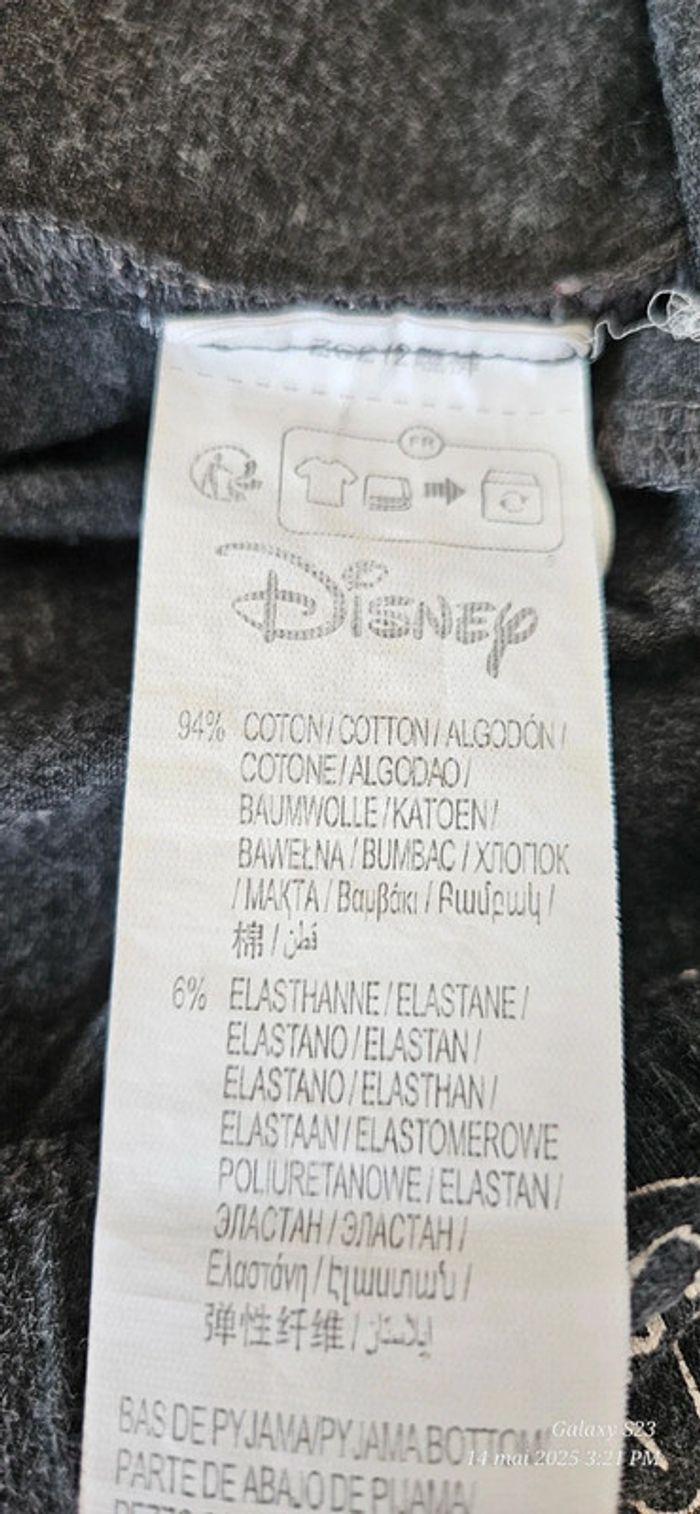 FR
DISNEY
94% COTON / COTTON / ALGODÓN /
COTONE / ALGODAO /
BAUMWOLLE / KATOEN /
BAWEŁNA / BUMBAC / ХЛОПОК
/ МАҚТА / Βαμβάκι / Բամբակ /
棉 / قطن
6% ELASTHANNE / ELASTANE /
ELASTANO / ELASTAN /
ELASTANO / ELASTHAN /
ELASTAAN / ELASTOMEROWE
POLIURETANOWE / ELASTAN /
ЭЛАСТАН / ЭЛАСТАН /
Ελαστάνη / Էլաստան /
弹性纤维 / إيلاستان
BAS DE PYJAMA/PYJAMA BOTTOM
PARTE DE ABAJO DE PIJAMA/
Galaxy S23
14 mai 2025 3:21 PM